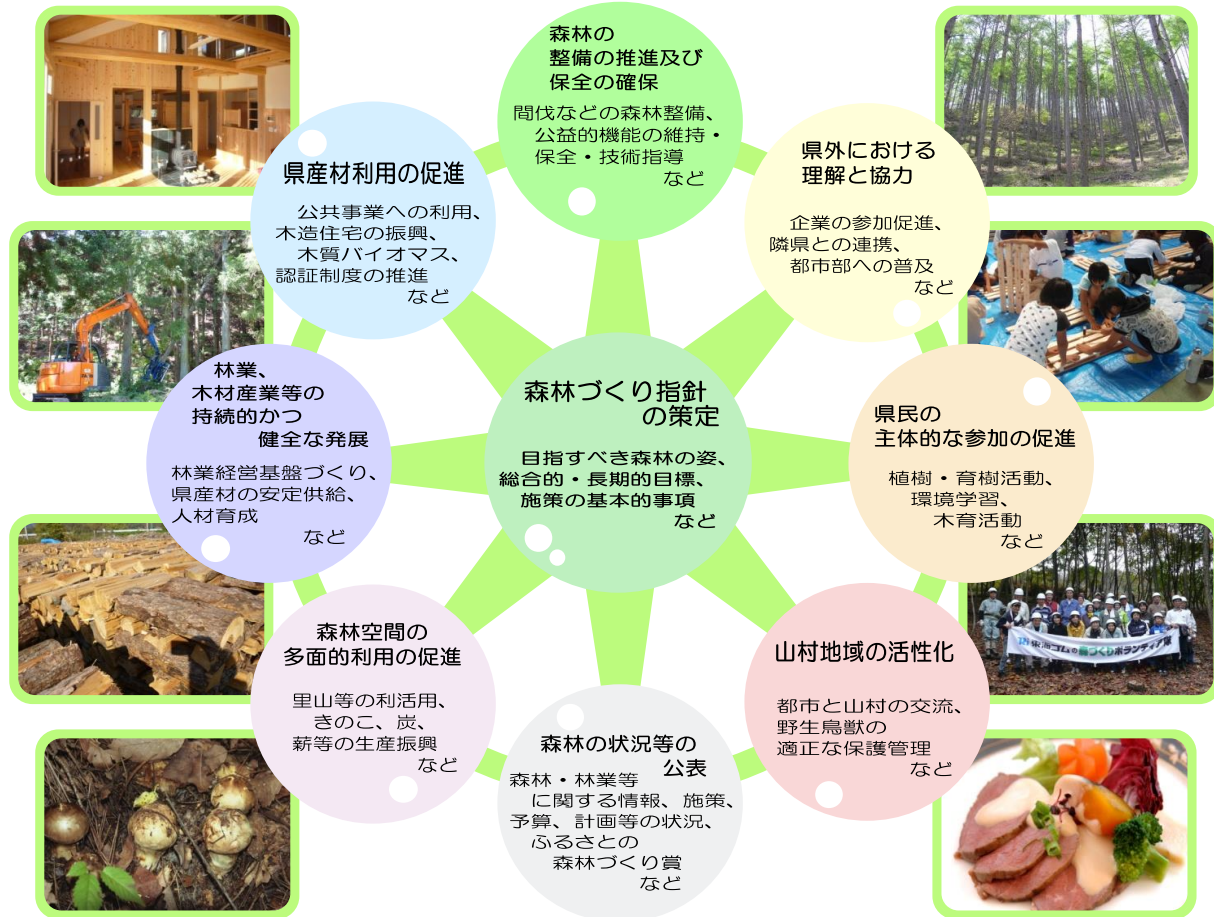 森林の
整備の推進及び
保全の確保
間伐などの森林整備、
公益的機能の維持・
保全・技術指導
など
県外における
理解と協力
企業の参加促進、
隣県との連携、
都市部への普及
など
県民の
主体的な参加の促進
植樹・育樹活動、
環境学習、
木育活動
など
山村地域の活性化
都市と山村の交流、
野生鳥獣の
適正な保護管理
など
森林の状況等の
公表
森林・林業等
に関する情報、施策、
予算、計画等の状況、
ふるさとの
森林づくり賞
など
森林空間の
多面的利用の促進
里山等の利活用、
きのこ、炭、
薪等の生産振興
など
林業、
木材産業等の
持続的かつ
健全な発展
林業経営基盤づくり、
県産材の安定供給、
人材育成
など
県産材利用の促進
公共事業への利用、
木造住宅の振興、
木質バイオマス、
認証制度の推進
など
森林づくり指針
の策定
目指すべき森林の姿、
総合的・長期的目標、
施策の基本的事項
など
東海ゴムの森づくりボランティア隊